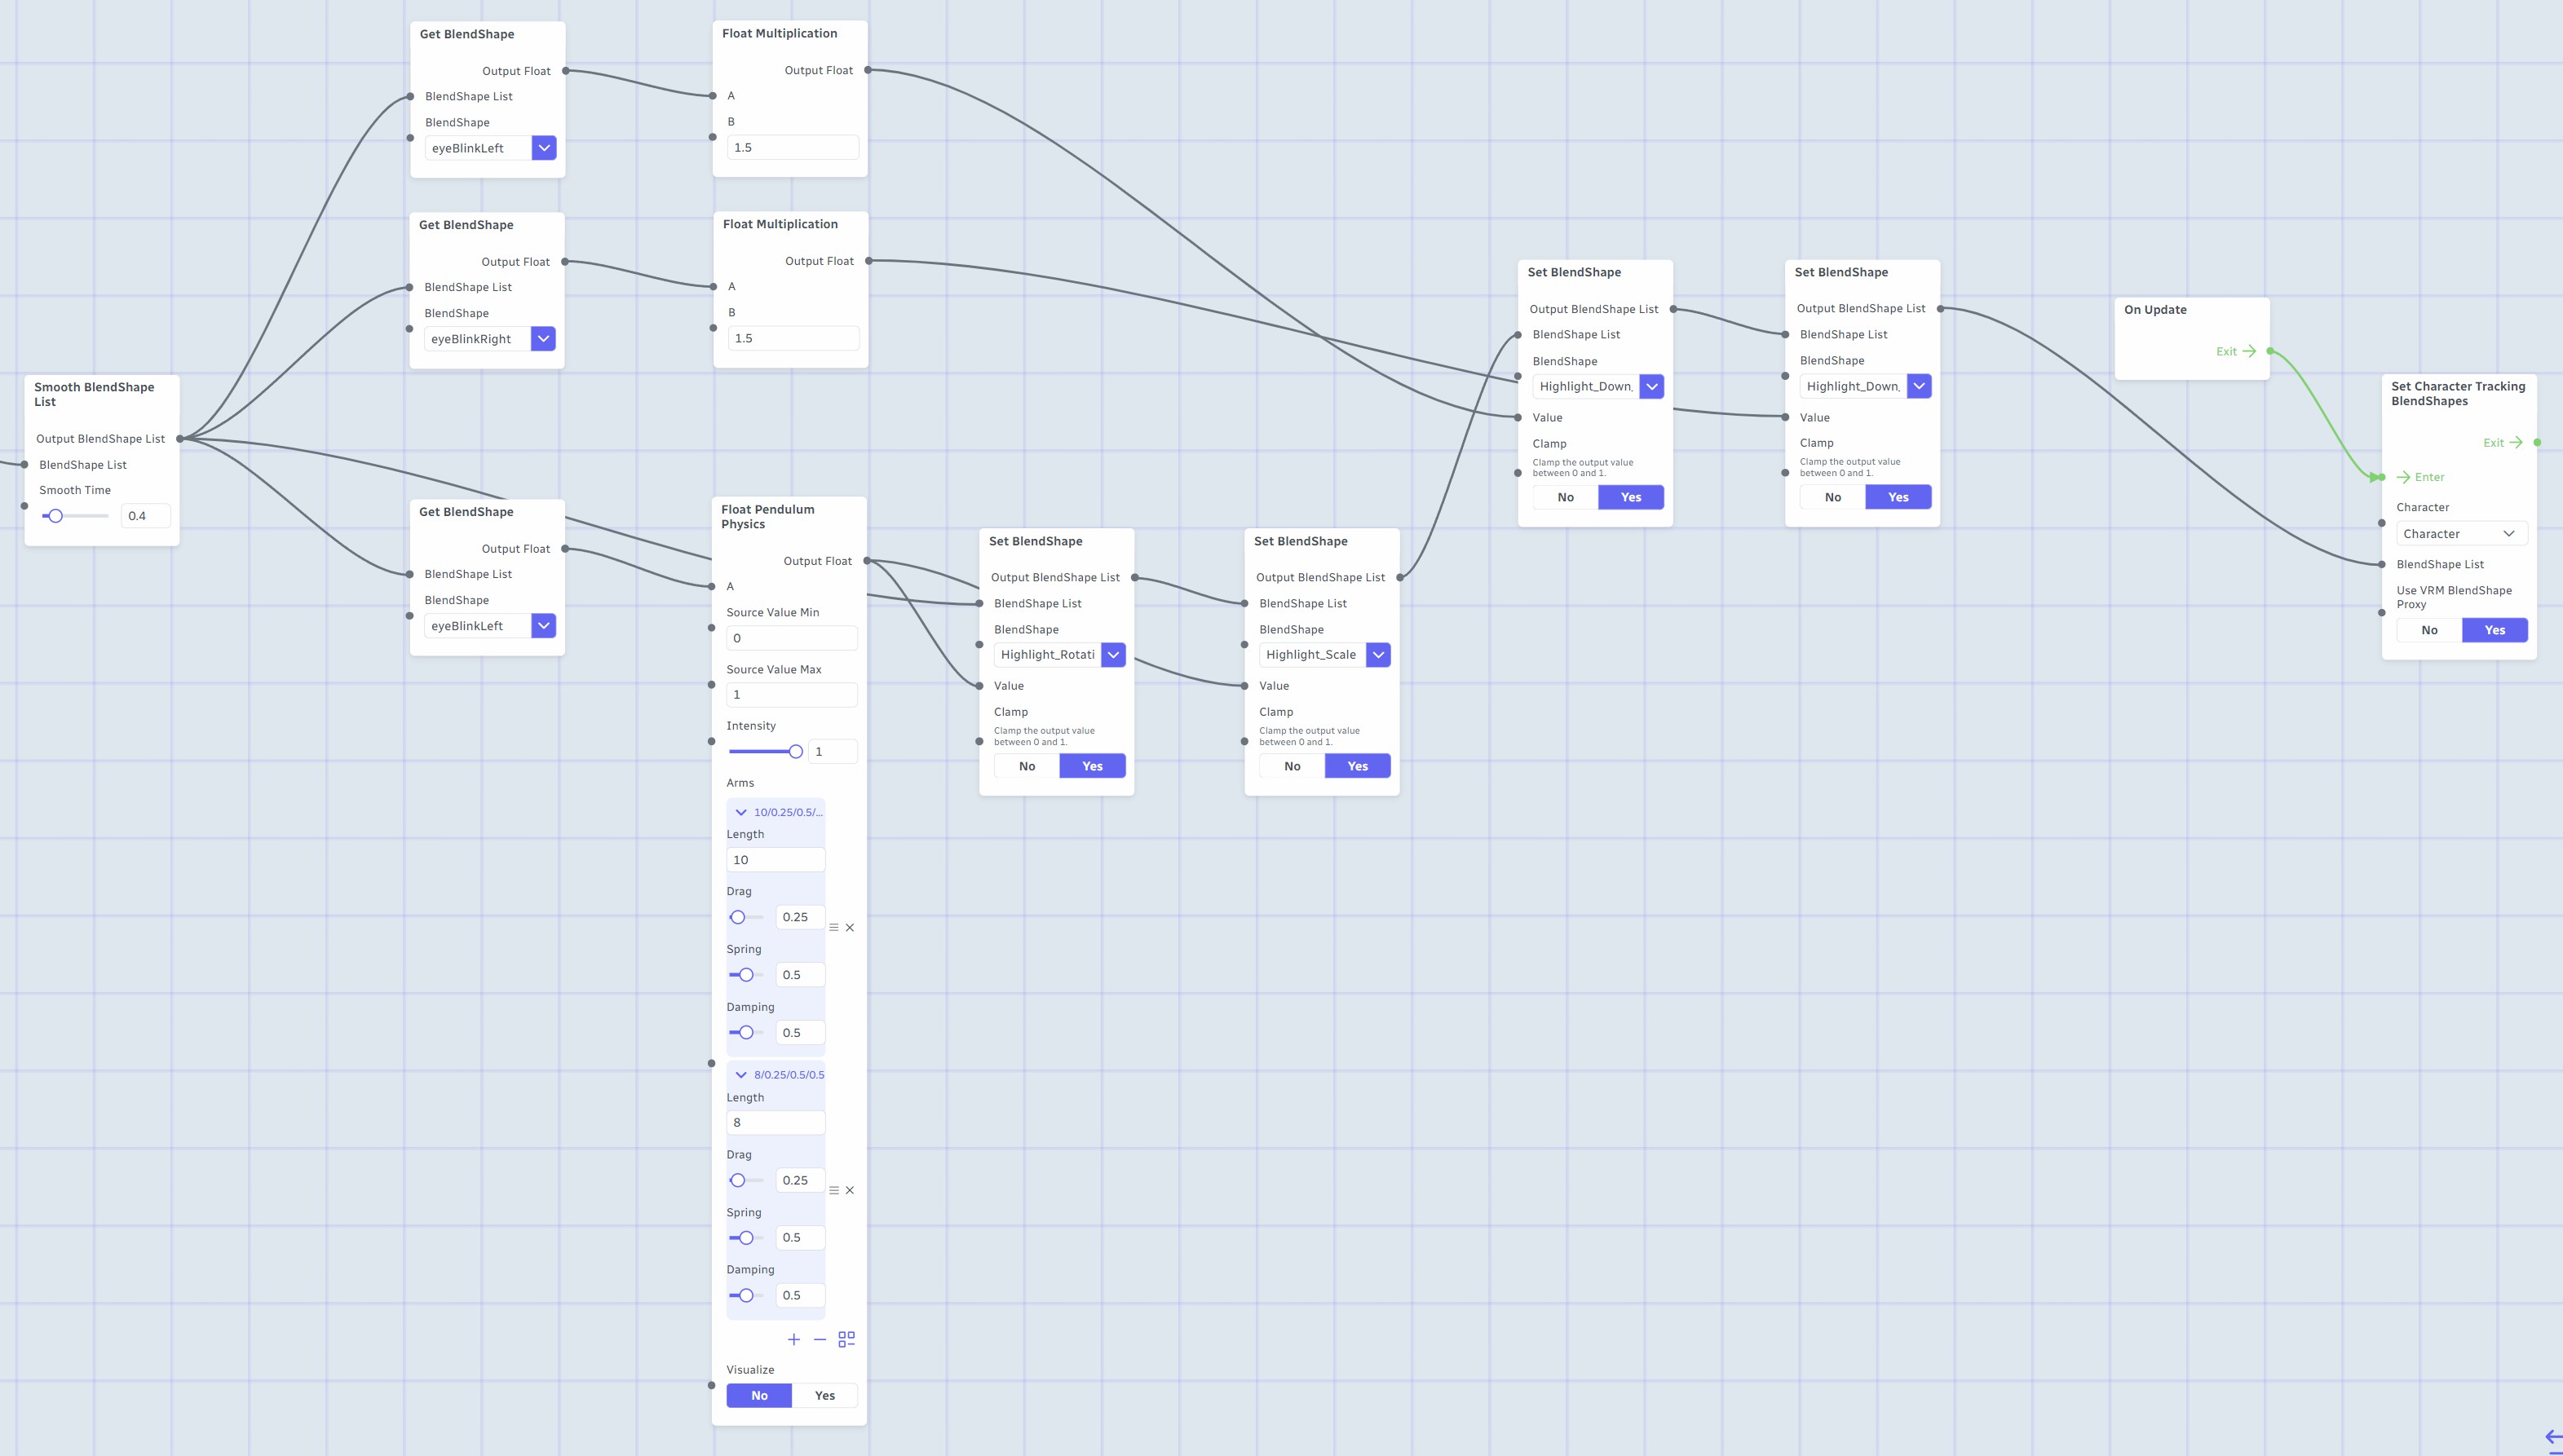 Get BlendShape
Output Float
BlendShape List
BlendShape
eyeBlinkLeft
Float Multiplication
Output Float
A
B
1.5
Get BlendShape
Output Float
BlendShape List
BlendShape
eyeBlinkRight
Float Multiplication
Output Float
A
B
1.5
Smooth BlendShape
List
Output BlendShape List
BlendShape List
Smooth Time
0.4
Get BlendShape
Output Float
BlendShape List
BlendShape
eyeBlinkLeft
Float Pendulum
Physics
Output Float
A
Source Value Min
0
Source Value Max
1
Intensity
1
Arms
10/0.25/0.5/...
Length
10
Drag
0.25
Spring
0.5
Damping
0.5
8/0.25/0.5/0.5
Length
8
Drag
0.25
Spring
0.5
Damping
0.5
Visualize
No Yes
Set BlendShape
Output BlendShape List
BlendShape List
BlendShape
Highlight_Rotati
Value
Clamp
Clamp the output value
between 0 and 1.
No Yes
Set BlendShape
Output BlendShape List
BlendShape List
BlendShape
Highlight_Scale
Value
Clamp
Clamp the output value
between 0 and 1.
No Yes
Set BlendShape
Output BlendShape List
BlendShape List
BlendShape
Highlight_Down.
Value
Clamp
Clamp the output value
between 0 and 1.
No Yes
Set BlendShape
Output BlendShape List
BlendShape List
BlendShape
Highlight_Down.
Value
Clamp
Clamp the output value
between 0 and 1.
No Yes
On Update
Exit
Set Character Tracking
BlendShapes
Exit
Enter
Character
Character
BlendShape List
Use VRM BlendShape
Proxy
No Yes